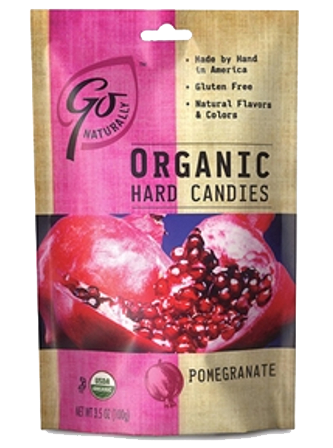 Go
NATURALLY
™
• Made by Hand
in America
• Gluten Free
• Natural Flavors
& Colors
ORGANIC
HARD CANDIES
USDA
ORGANIC
POMEGRANATE
NET WT 3.5 OZ (100g)